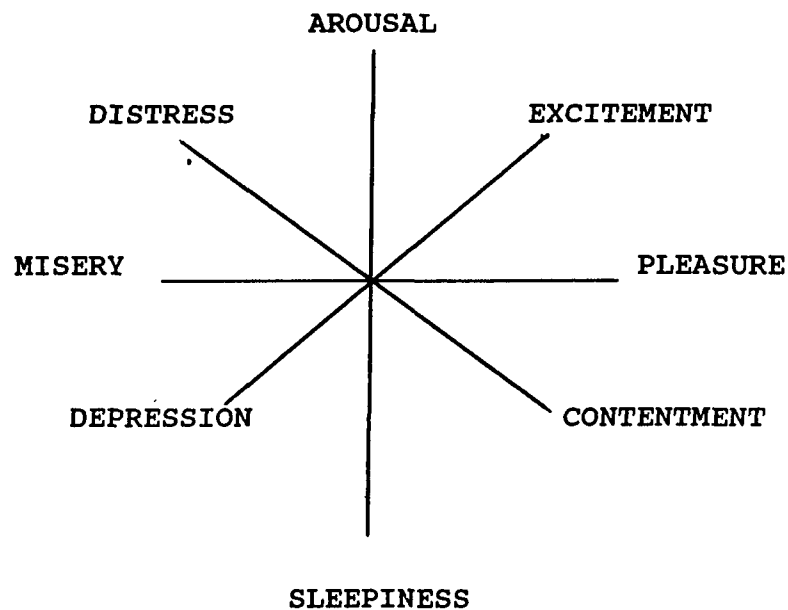 AROUSAL
DISTRESS EXCITEMENT
MISERY PLEASURE
DEPRESSION CONTENTMENT
SLEEPINESS